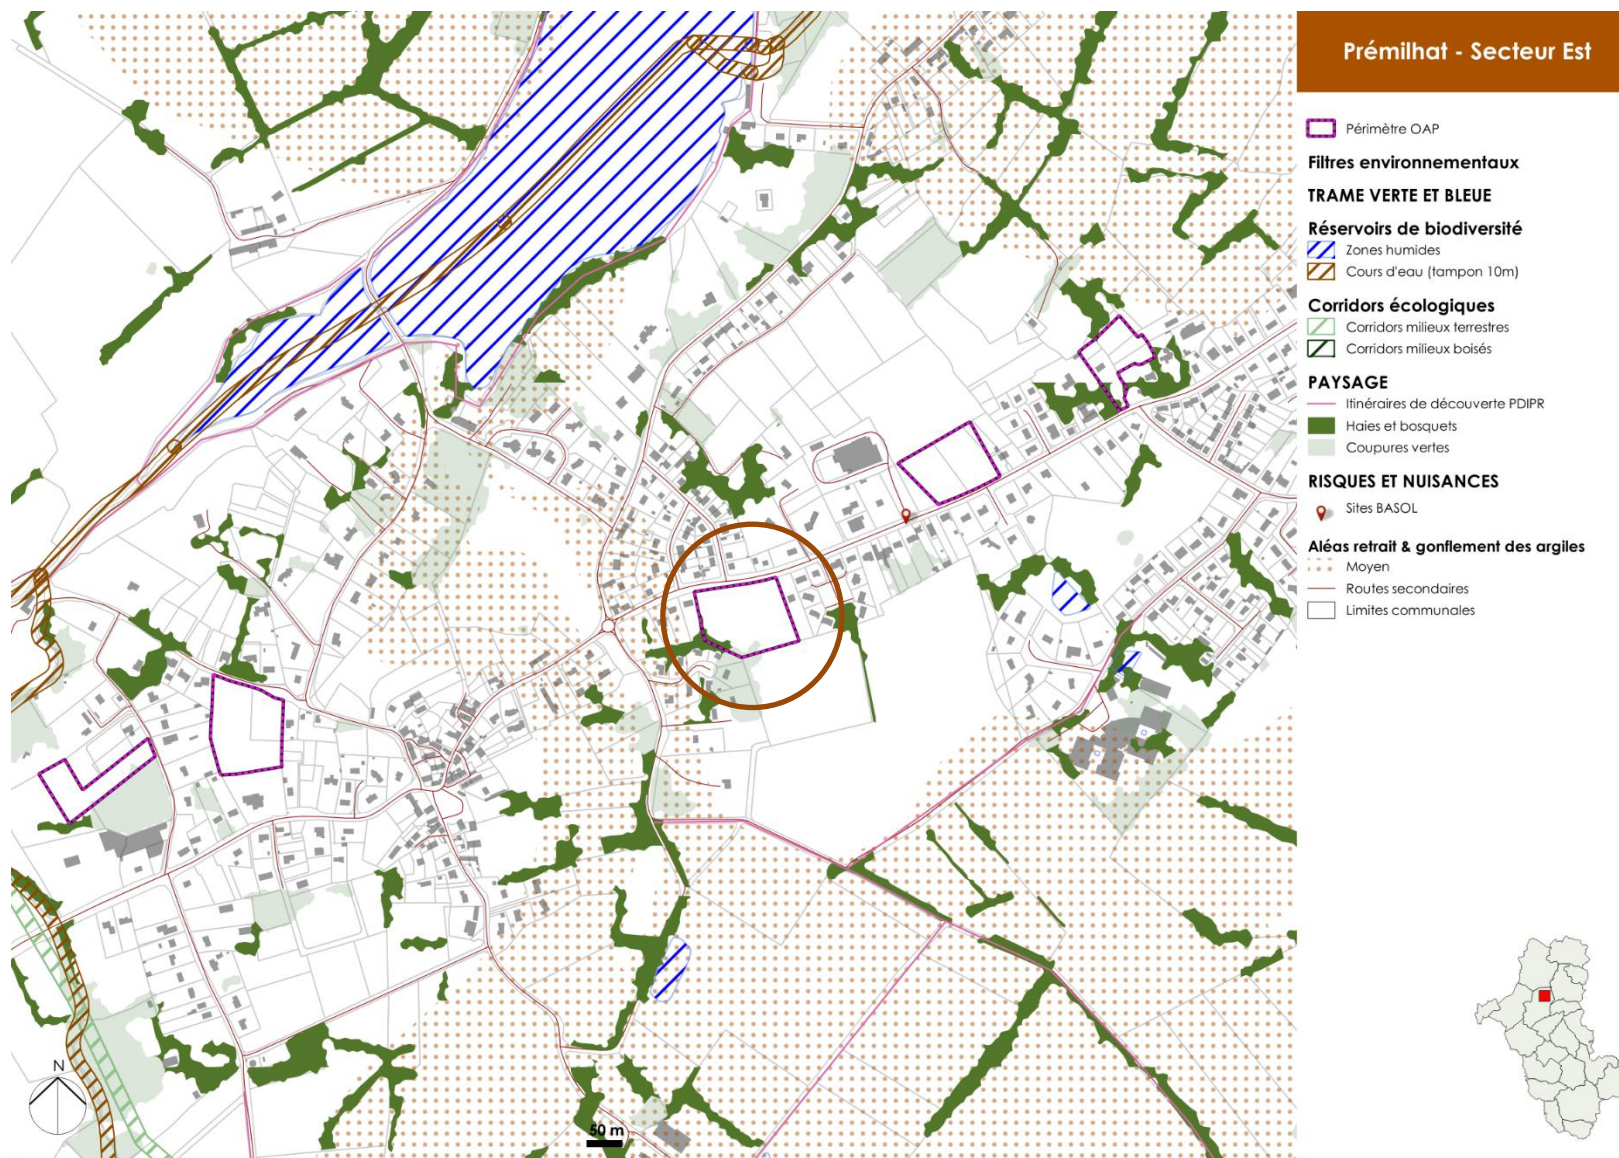 Prémilhat - Secteur Est
Périmètre OAP
Filtres environnementaux
TRAME VERTE ET BLEUE
Réservoirs de biodiversité
Zones humides
Cours d'eau (tampon 10m)
Corridors écologiques
Corridors milieux terrestres
Corridors milieux boisés
PAYSAGE
Itinéraires de découverte PDIPR
Haies et bosquets
Coupures vertes
RISQUES ET NUISANCES
Sites BASOL
Aléas retrait & gonflement des argiles
Moyen
Routes secondaires
Limites communales
N
50 m